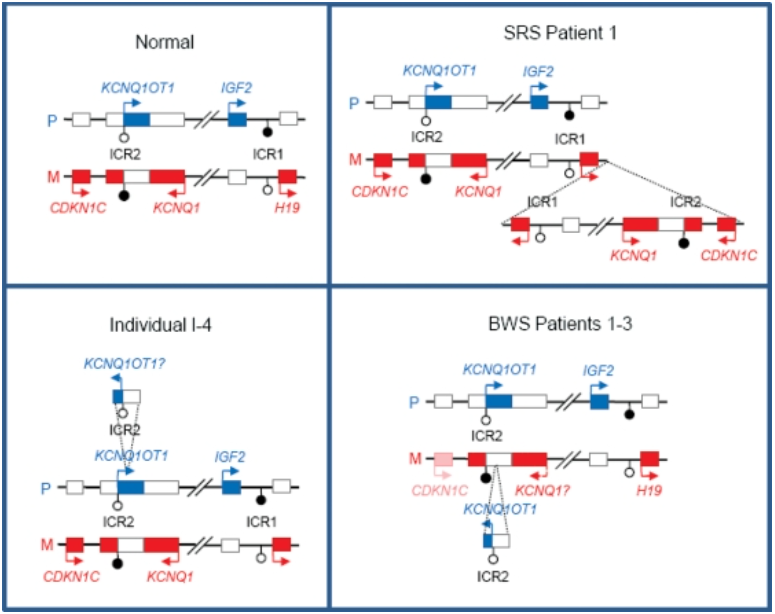 Normal
KCNQ1OT1 IGF2
P
ICR2 ICR1
M
CDKN1C KCNQ1 H19
SRS Patient 1
KCNQ1OT1 IGF2
P
ICR2 ICR1
M
CDKN1C KCNQ1
ICR1 ICR2
KCNQ1 CDKN1C
Individual I-4
KCNQ1OT1?
ICR2
KCNQ1OT1 IGF2
P
ICR2 ICR1
M
CDKN1C KCNQ1
BWS Patients 1-3
KCNQ1OT1 IGF2
P
ICR2
M
CDKN1C KCNQ1? H19
KCNQ1OT1
ICR2